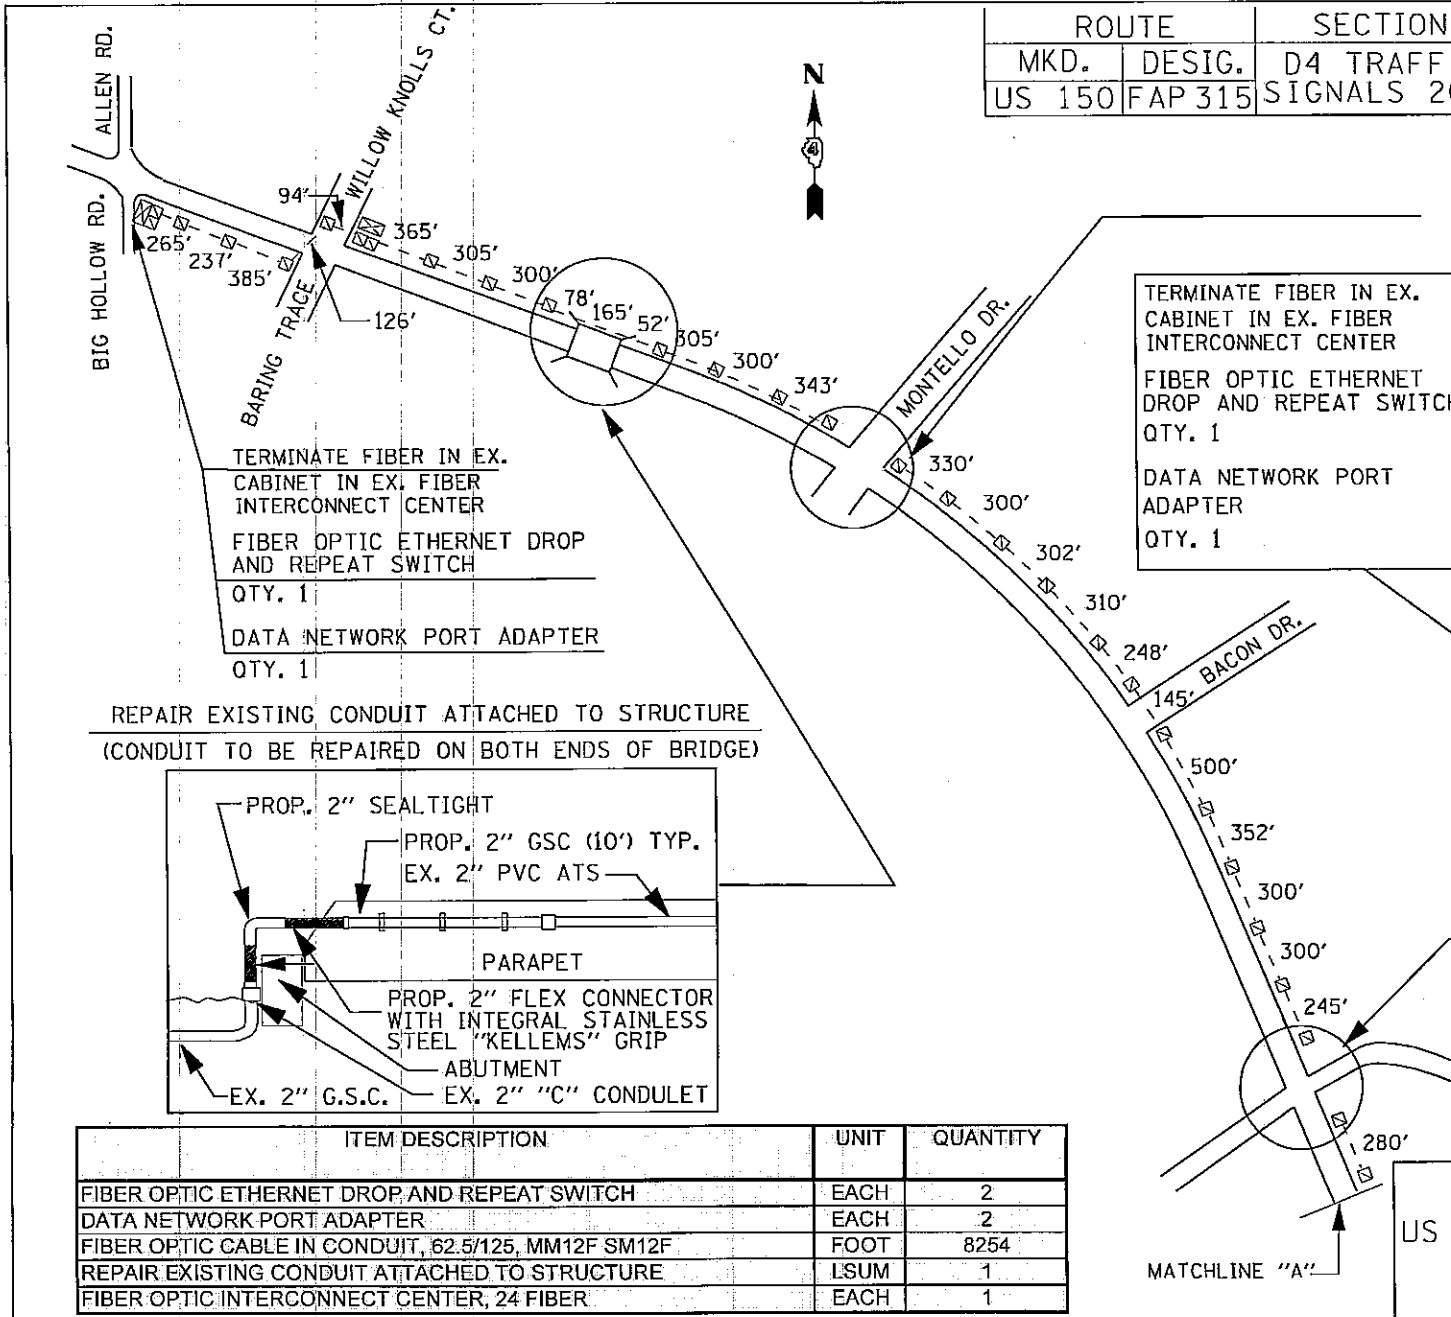 ROUTE
SECTION
MKD.
DESIG.
D4 TRAFF
US 150
FAP 315
SIGNALS 2
N
4
ALLEN RD.
WILLOW KNOLLS CT.
BIG HOLLOW RD.
BARING TRACE
94'
265'
237'
385'
126'
365'
305'
300'
78'
165'
52'
305'
300'
343'
MONTELLO DR.
330'
300'
302'
310'
248'
145'
BACON DR.
500'
352'
300'
300'
245'
280'
TERMINATE FIBER IN EX.
CABINET IN EX. FIBER
INTERCONNECT CENTER
FIBER OPTIC ETHERNET DROP
AND REPEAT SWITCH
QTY. 1
DATA NETWORK PORT ADAPTER
QTY. 1
TERMINATE FIBER IN EX.
CABINET IN EX. FIBER
INTERCONNECT CENTER
FIBER OPTIC ETHERNET
DROP AND REPEAT SWITCH
QTY. 1
DATA NETWORK PORT
ADAPTER
QTY. 1
REPAIR EXISTING CONDUIT ATTACHED TO STRUCTURE
(CONDUIT TO BE REPAIRED ON BOTH ENDS OF BRIDGE)
PROP. 2" SEALTIGHT
PROP. 2" GSC (10') TYP.
EX. 2" PVC ATS
PARAPET
PROP. 2" FLEX CONNECTOR
WITH INTEGRAL STAINLESS
STEEL "KELLEMS" GRIP
ABUTMENT
EX. 2" G.S.C.
EX. 2" "C" CONDULET
ITEM DESCRIPTION UNIT QUANTITY
FIBER OPTIC ETHERNET DROP AND REPEAT SWITCH EACH 2
DATA NETWORK PORT ADAPTER EACH 2
FIBER OPTIC CABLE IN CONDUIT, 62.5/125, MM12F SM12F FOOT 8254
REPAIR EXISTING CONDUIT ATTACHED TO STRUCTURE LSUM 1
FIBER OPTIC INTERCONNECT CENTER, 24 FIBER EACH 1
MATCHLINE "A"
US